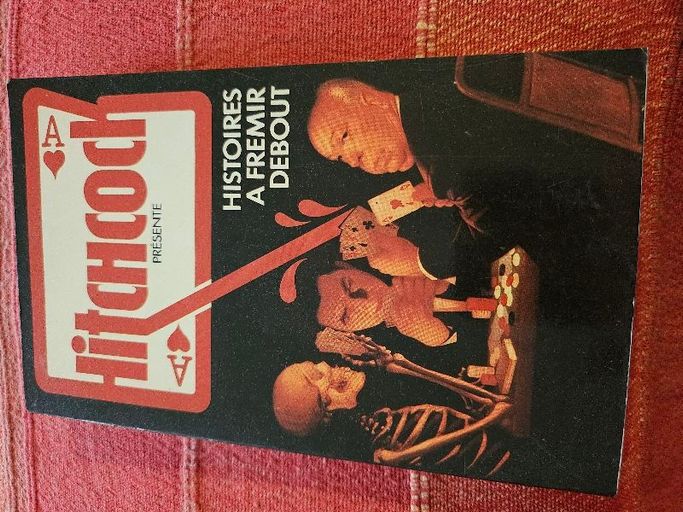 A
Hitchcock
PRÉSENTE
A
HISTOIRES
A FREMIR
DEBOUT